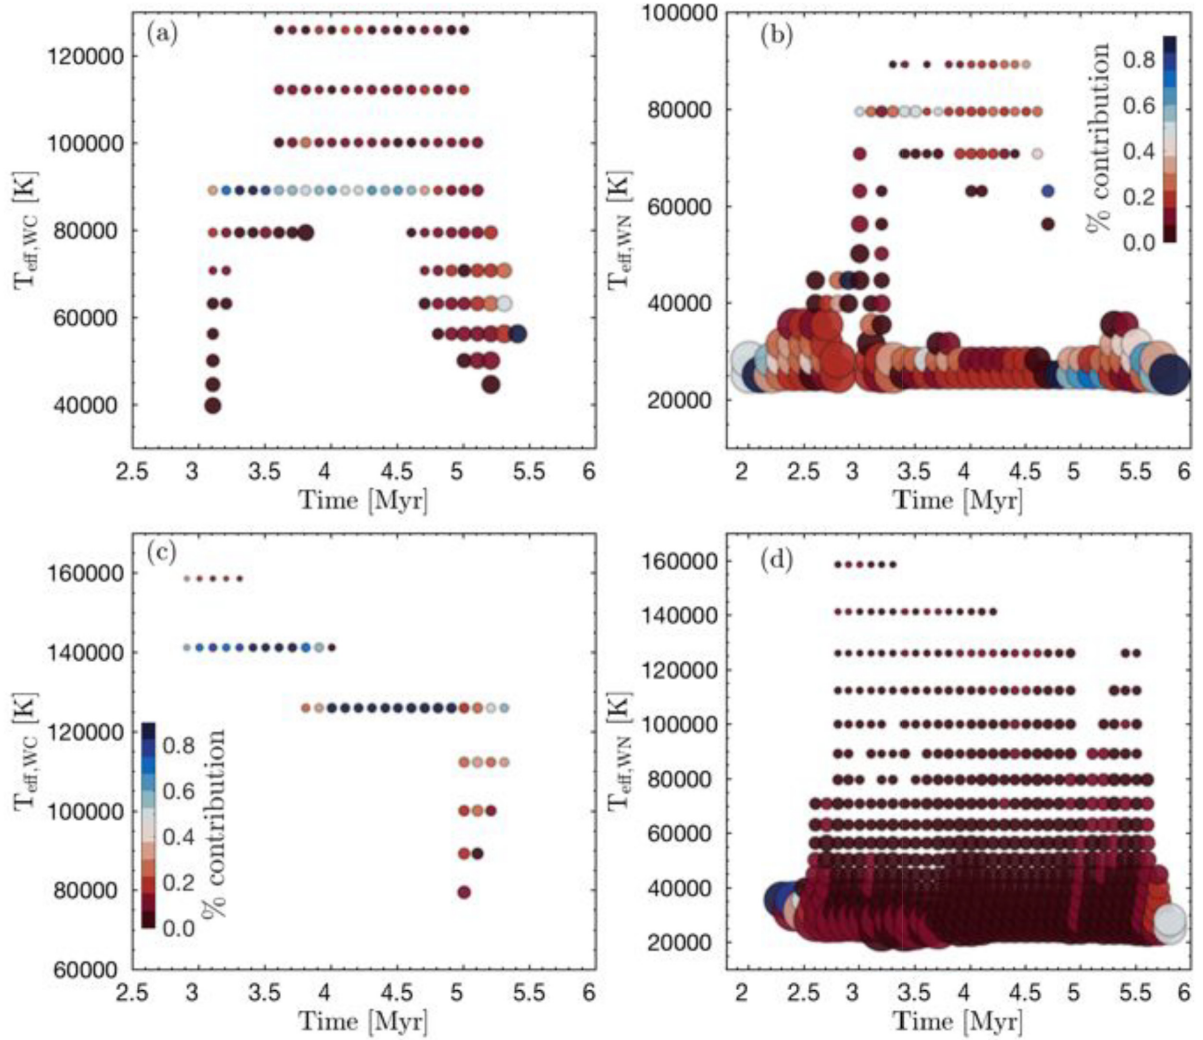 (a)
120000
100000
80000
60000
40000
T_eff,WC [K]
2.5 3 3.5 4 4.5 5 5.5 6
Time [Myr]
(b)
100000
80000
60000
40000
20000
T_eff,WN [K]
0.8
0.6
0.4
0.2
0.0
% contribution
2 2.5 3 3.5 4 4.5 5 5.5 6
Time [Myr]
(c)
160000
140000
120000
100000
80000
60000
T_eff,WC [K]
0.8
0.6
0.4
0.2
0.0
% contribution
2.5 3 3.5 4 4.5 5 5.5 6
Time [Myr]
(d)
160000
140000
120000
100000
80000
60000
40000
20000
T_eff,WN [K]
2 2.5 3 3.5 4 4.5 5 5.5 6
Time [Myr]